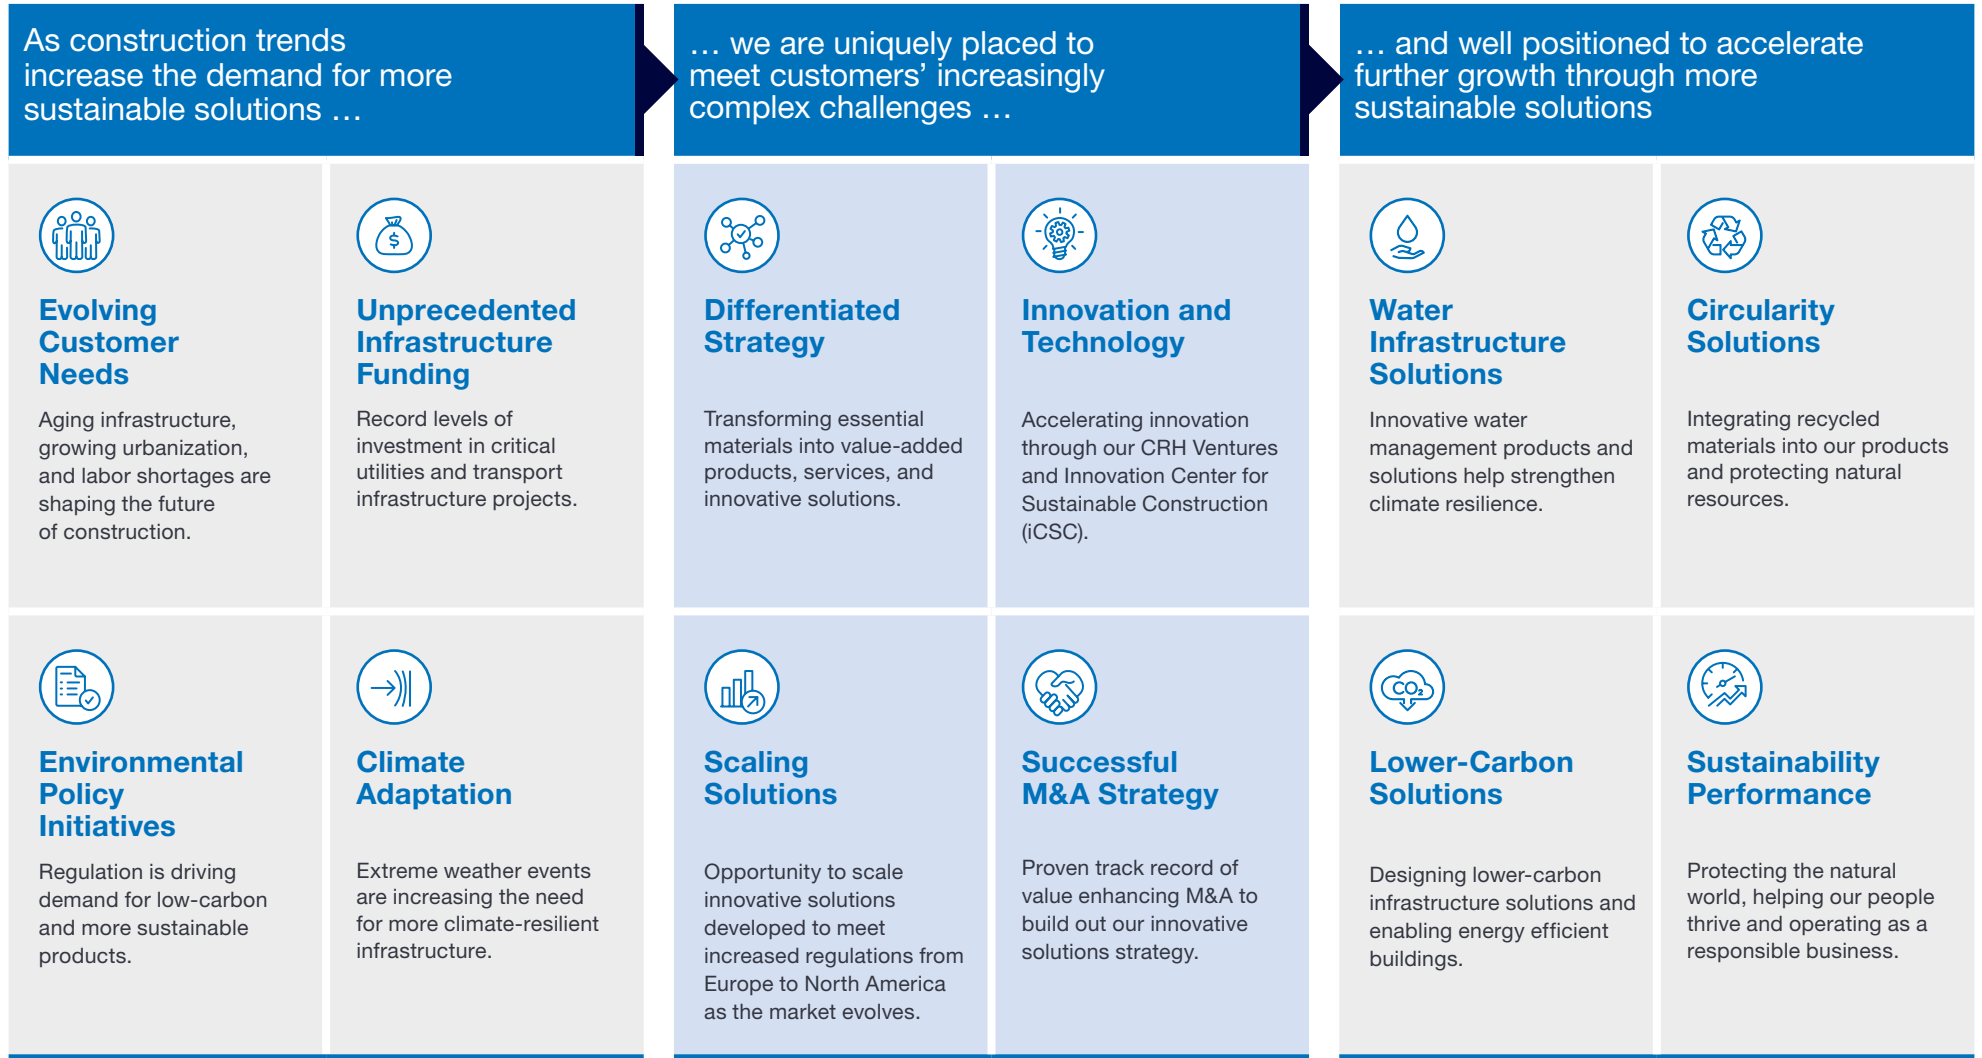 As construction trends
increase the demand for more
sustainable solutions …
… we are uniquely placed to
meet customers’ increasingly
complex challenges …
… and well positioned to accelerate
further growth through more
sustainable solutions
Evolving
Customer
Needs
Aging infrastructure,
growing urbanization,
and labor shortages are
shaping the future
of construction.
Unprecedented
Infrastructure
Funding
Record levels of
investment in critical
utilities and transport
infrastructure projects.
Environmental
Policy
Initiatives
Regulation is driving
demand for low-carbon
and more sustainable
products.
Climate
Adaptation
Extreme weather events
are increasing the need
for more climate-resilient
infrastructure.
Differentiated
Strategy
Transforming essential
materials into value-added
products, services, and
innovative solutions.
Innovation and
Technology
Accelerating innovation
through our CRH Ventures
and Innovation Center for
Sustainable Construction
(iCSC).
Scaling
Solutions
Opportunity to scale
innovative solutions
developed to meet
increased regulations from
Europe to North America
as the market evolves.
Successful
M&A Strategy
Proven track record of
value enhancing M&A to
build out our innovative
solutions strategy.
Water
Infrastructure
Solutions
Innovative water
management products and
solutions help strengthen
climate resilience.
Circularity
Solutions
Integrating recycled
materials into our products
and protecting natural
resources.
CO₂
Lower-Carbon
Solutions
Designing lower-carbon
infrastructure solutions and
enabling energy efficient
buildings.
Sustainability
Performance
Protecting the natural
world, helping our people
thrive and operating as a
responsible business.